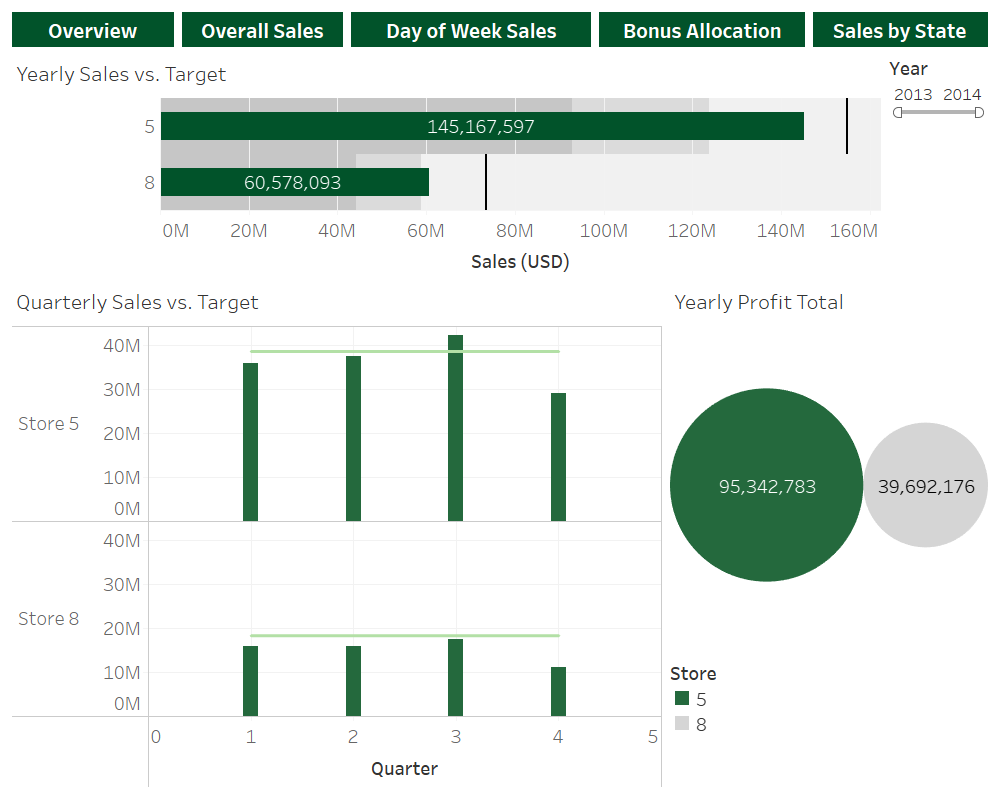 Overview Overall Sales Day of Week Sales Bonus Allocation Sales by State
Yearly Sales vs. Target
Year
2013 2014
5 145,167,597
8 60,578,093
0M 20M 40M 60M 80M 100M 120M 140M 160M
Sales (USD)
Quarterly Sales vs. Target
Yearly Profit Total
Store 5
40M
30M
20M
10M
0M
Store 8
40M
30M
20M
10M
0M
0 1 2 3 4 5
Quarter
95,342,783 39,692,176
Store
5
8